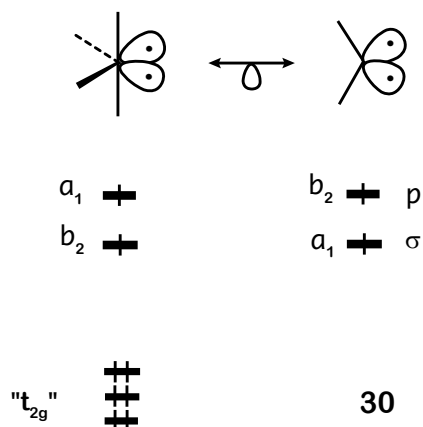 a₁ b₂ p
b₂ a₁ σ
"t₂g" 30